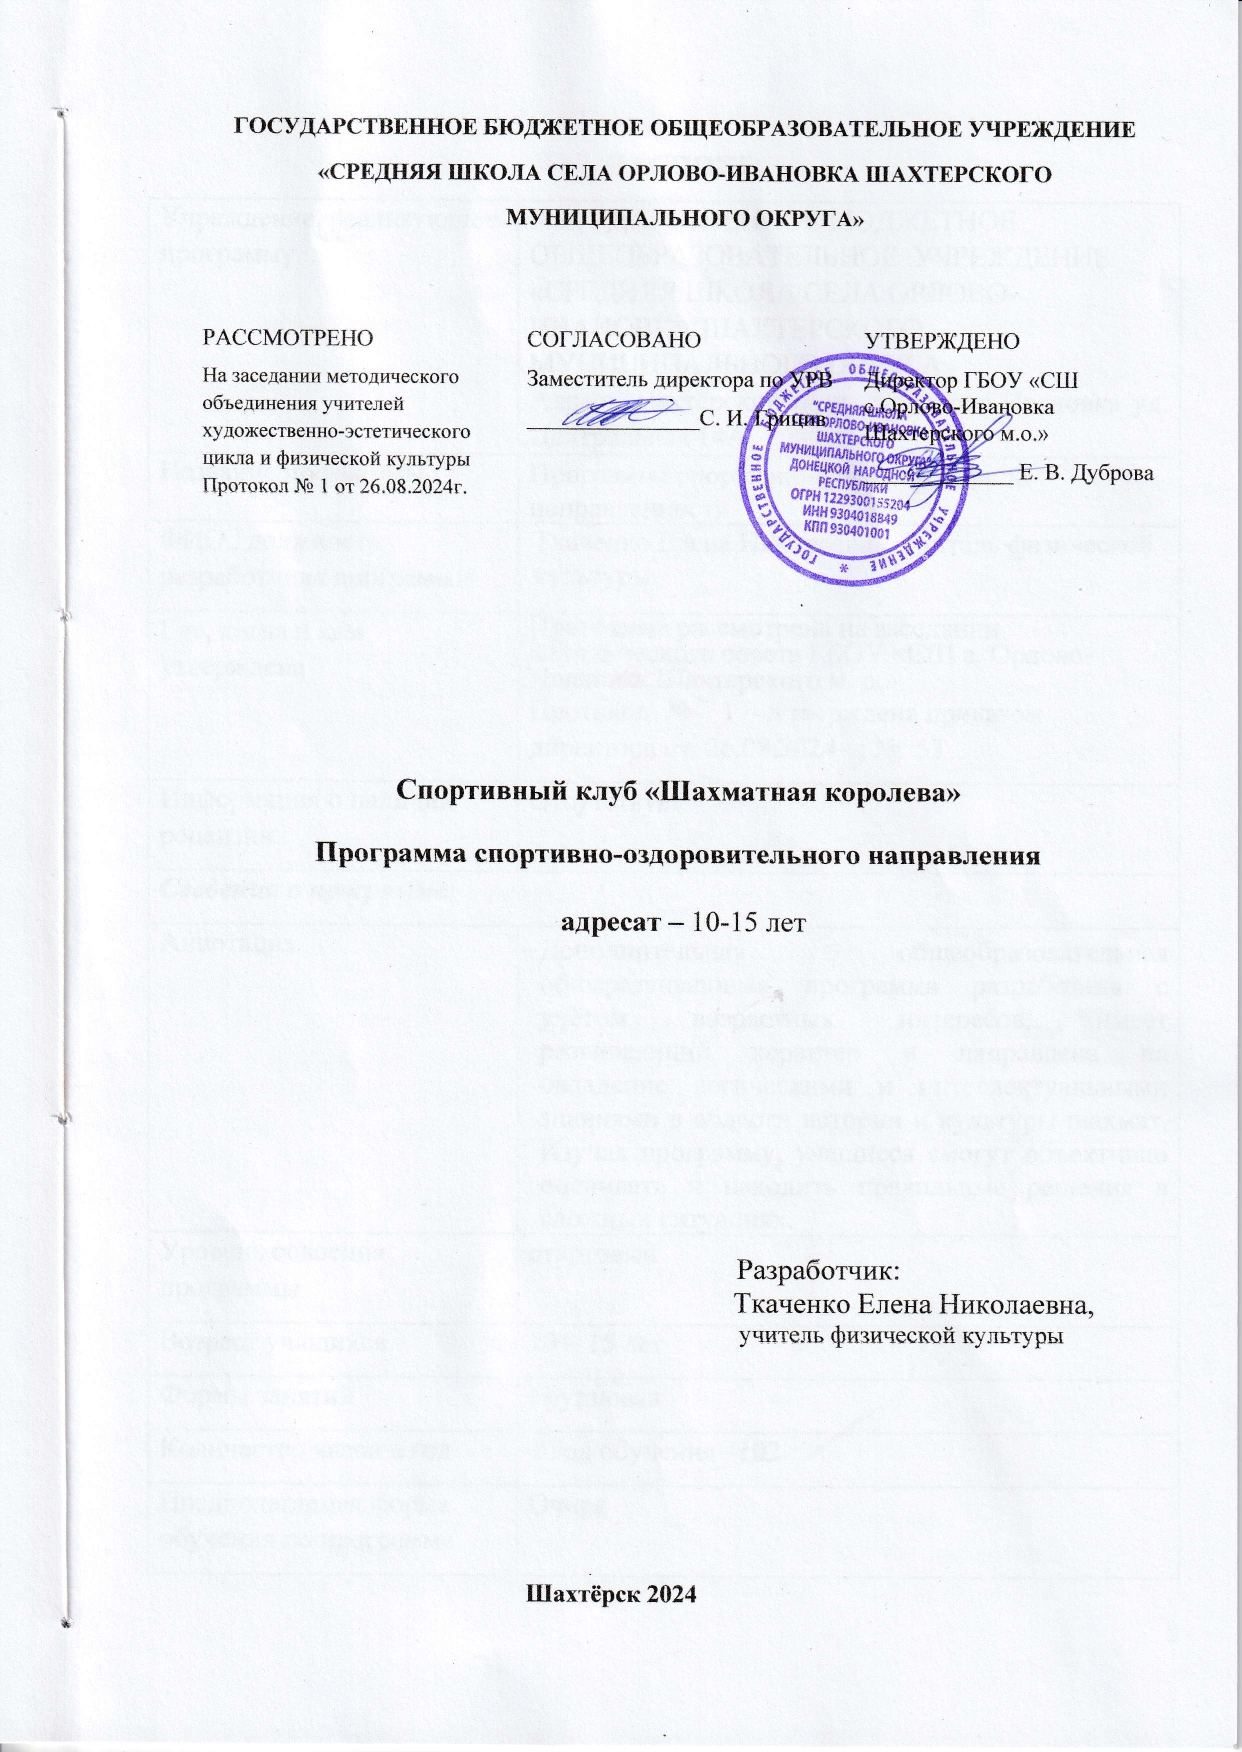 ГОСУДАРСТВЕННОЕ БЮДЖЕТНОЕ ОБЩЕОБРАЗОВАТЕЛЬНОЕ УЧРЕЖДЕНИЕ
«СРЕДНЯЯ ШКОЛА СЕЛА ОРЛОВО-ИВАНОВКА ШАХТЕРСКОГО
МУНИЦИПАЛЬНОГО ОКРУГА»
РАССМОТРЕНО
На заседании методического
объединения учителей
художественно-эстетического
цикла и физической культуры
Протокол № 1 от 26.08.2024г.
СОГЛАСОВАНО
Заместитель директора по УРВ
С. И. Грицив
УТВЕРЖДЕНО
Директор ГБОУ «СШ
с.Орлово-Ивановка
Шахтерского м.о.»
Е. В. Дуброва
ГОСУДАРСТВЕННОЕ БЮДЖЕТНОЕ ОБЩЕОБРАЗОВАТЕЛЬНОЕ УЧРЕЖДЕНИЕ
"СРЕДНЯЯ ШКОЛА
СЕЛА ОРЛОВО-ИВАНОВКА
ШАХТЕРСКОГО
МУНИЦИПАЛЬНОГО ОКРУГА"
ДОНЕЦКОЙ НАРОДНОЙ
РЕСПУБЛИКИ
ОГРН 1229300155204
ИНН 9304018849
КПП 930401001
Спортивный клуб «Шахматная королева»
Программа спортивно-оздоровительного направления
адресат – 10-15 лет
Разработчик:
Ткаченко Елена Николаевна,
учитель физической культуры
Шахтёрск 2024